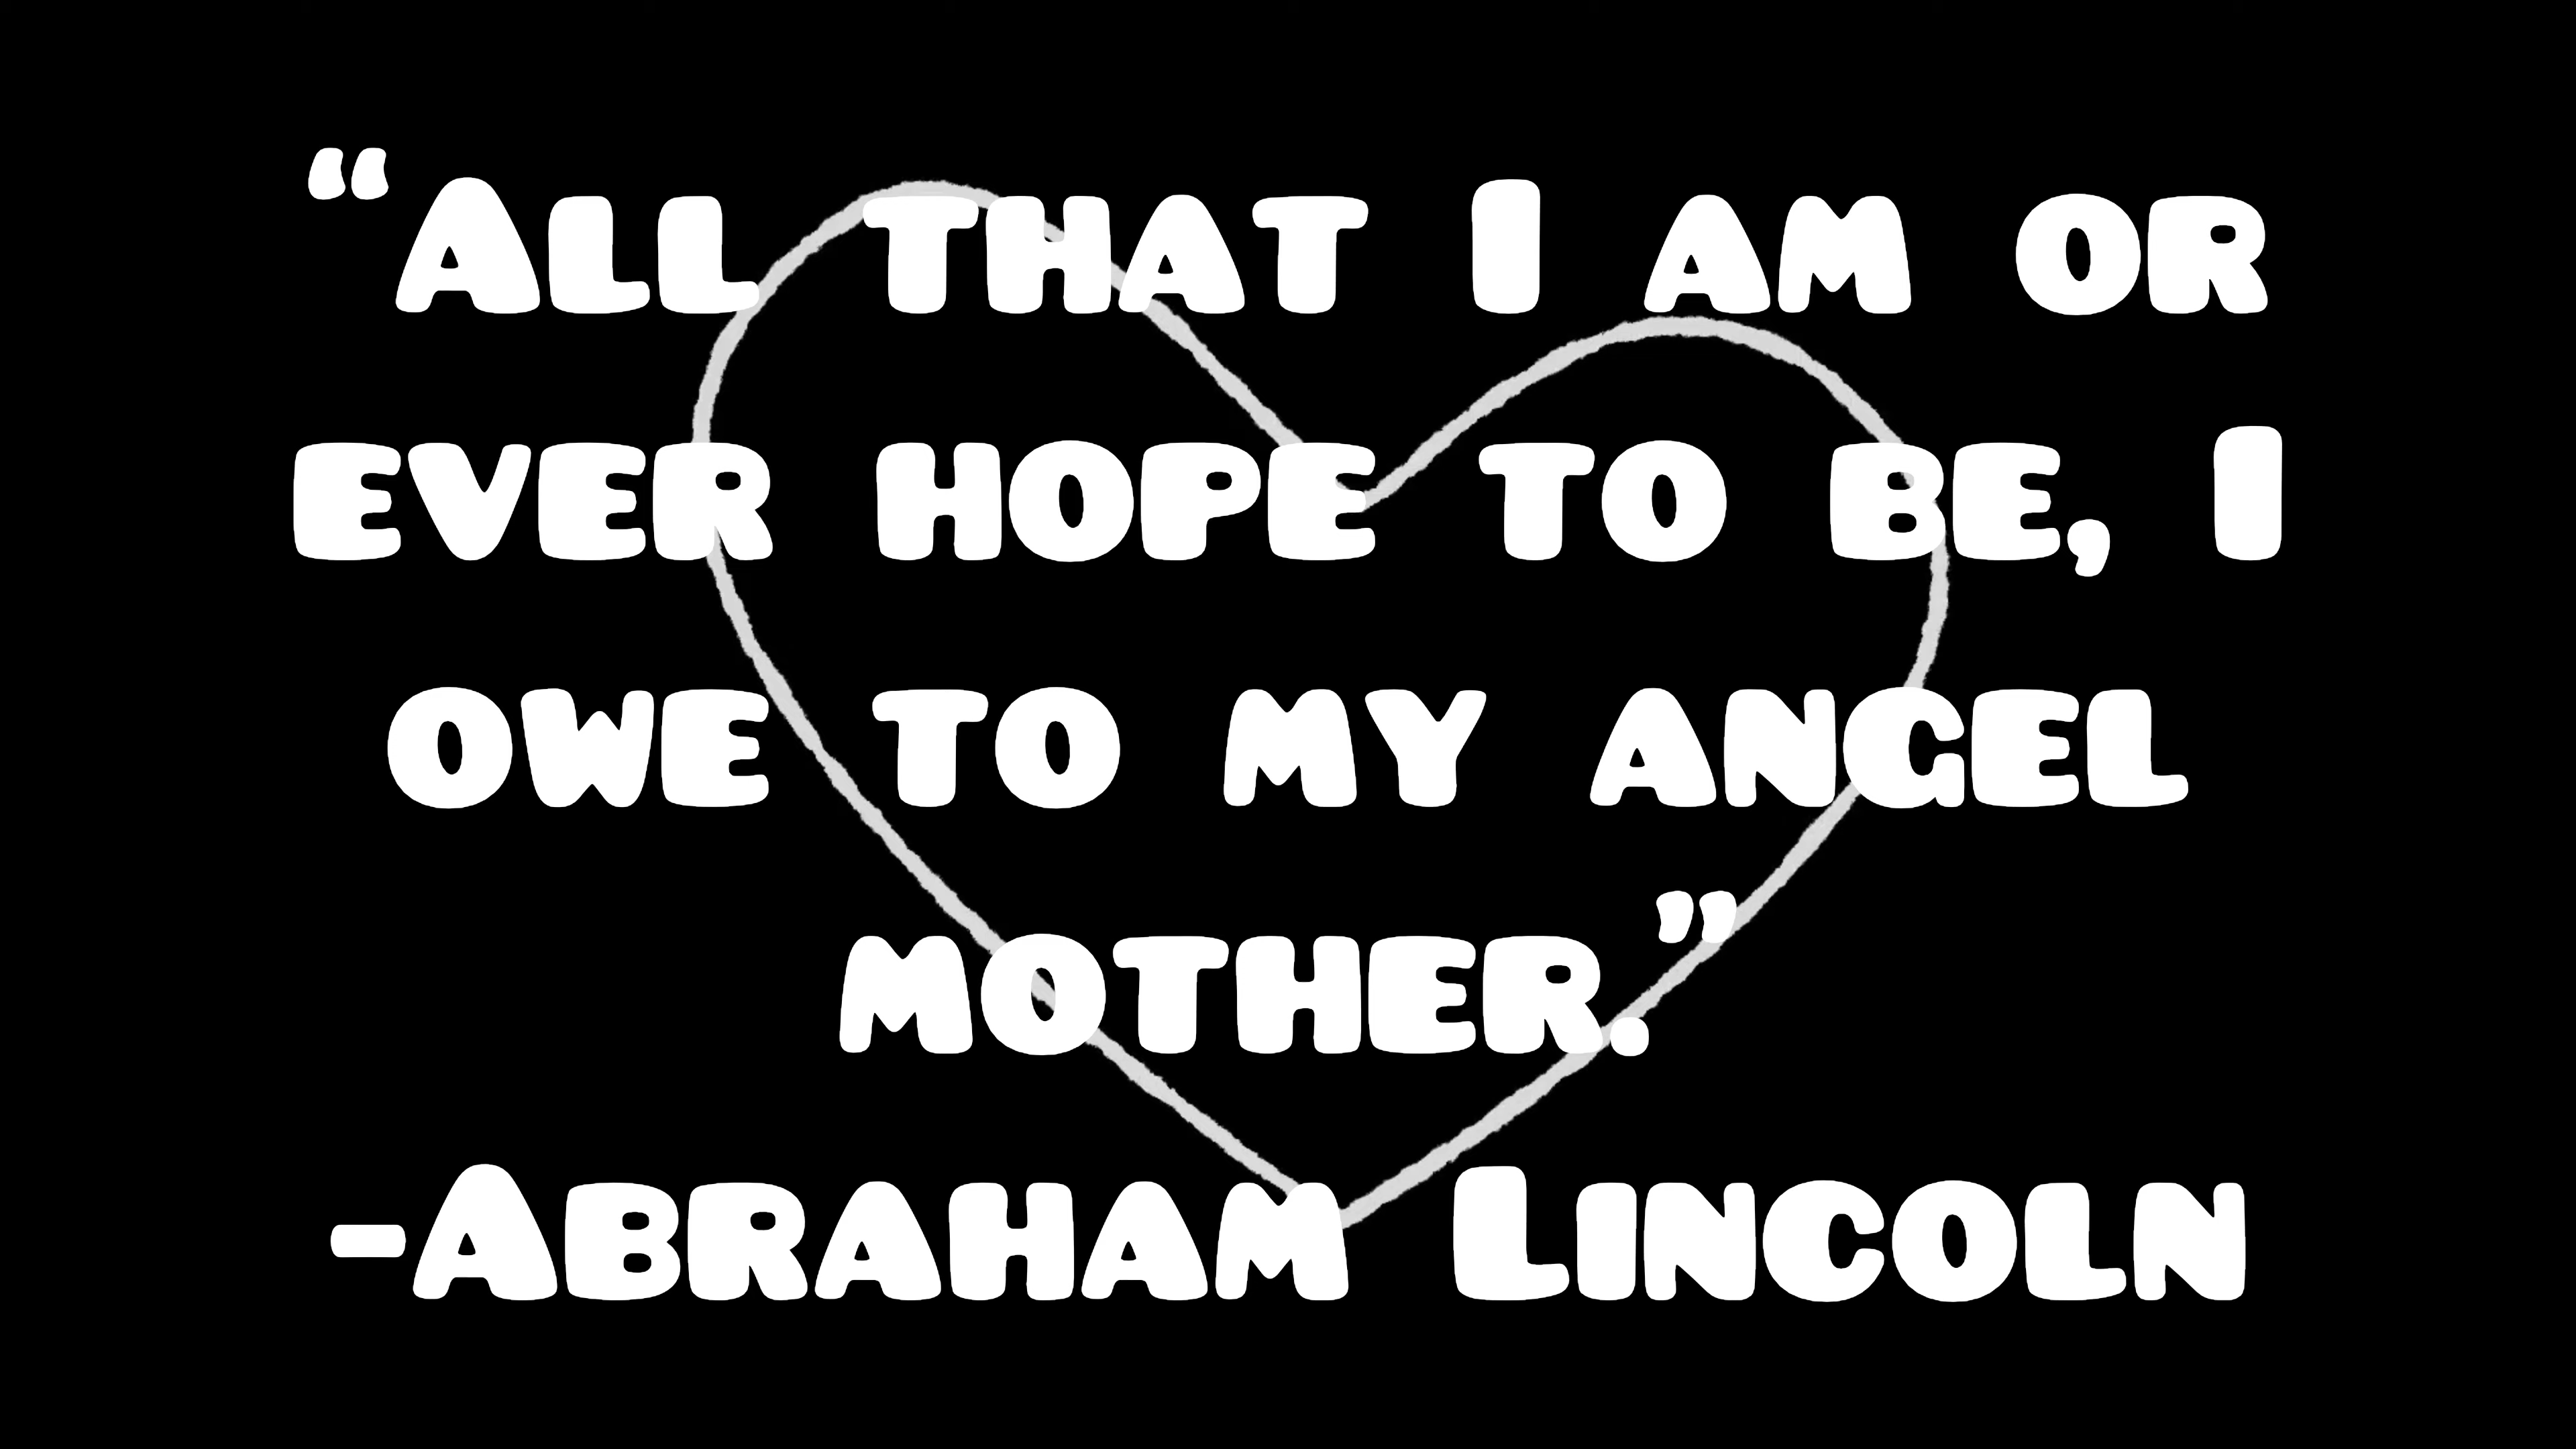 “All that I am or
ever hope to be, I
owe to my angel
mother.”
-Abraham Lincoln